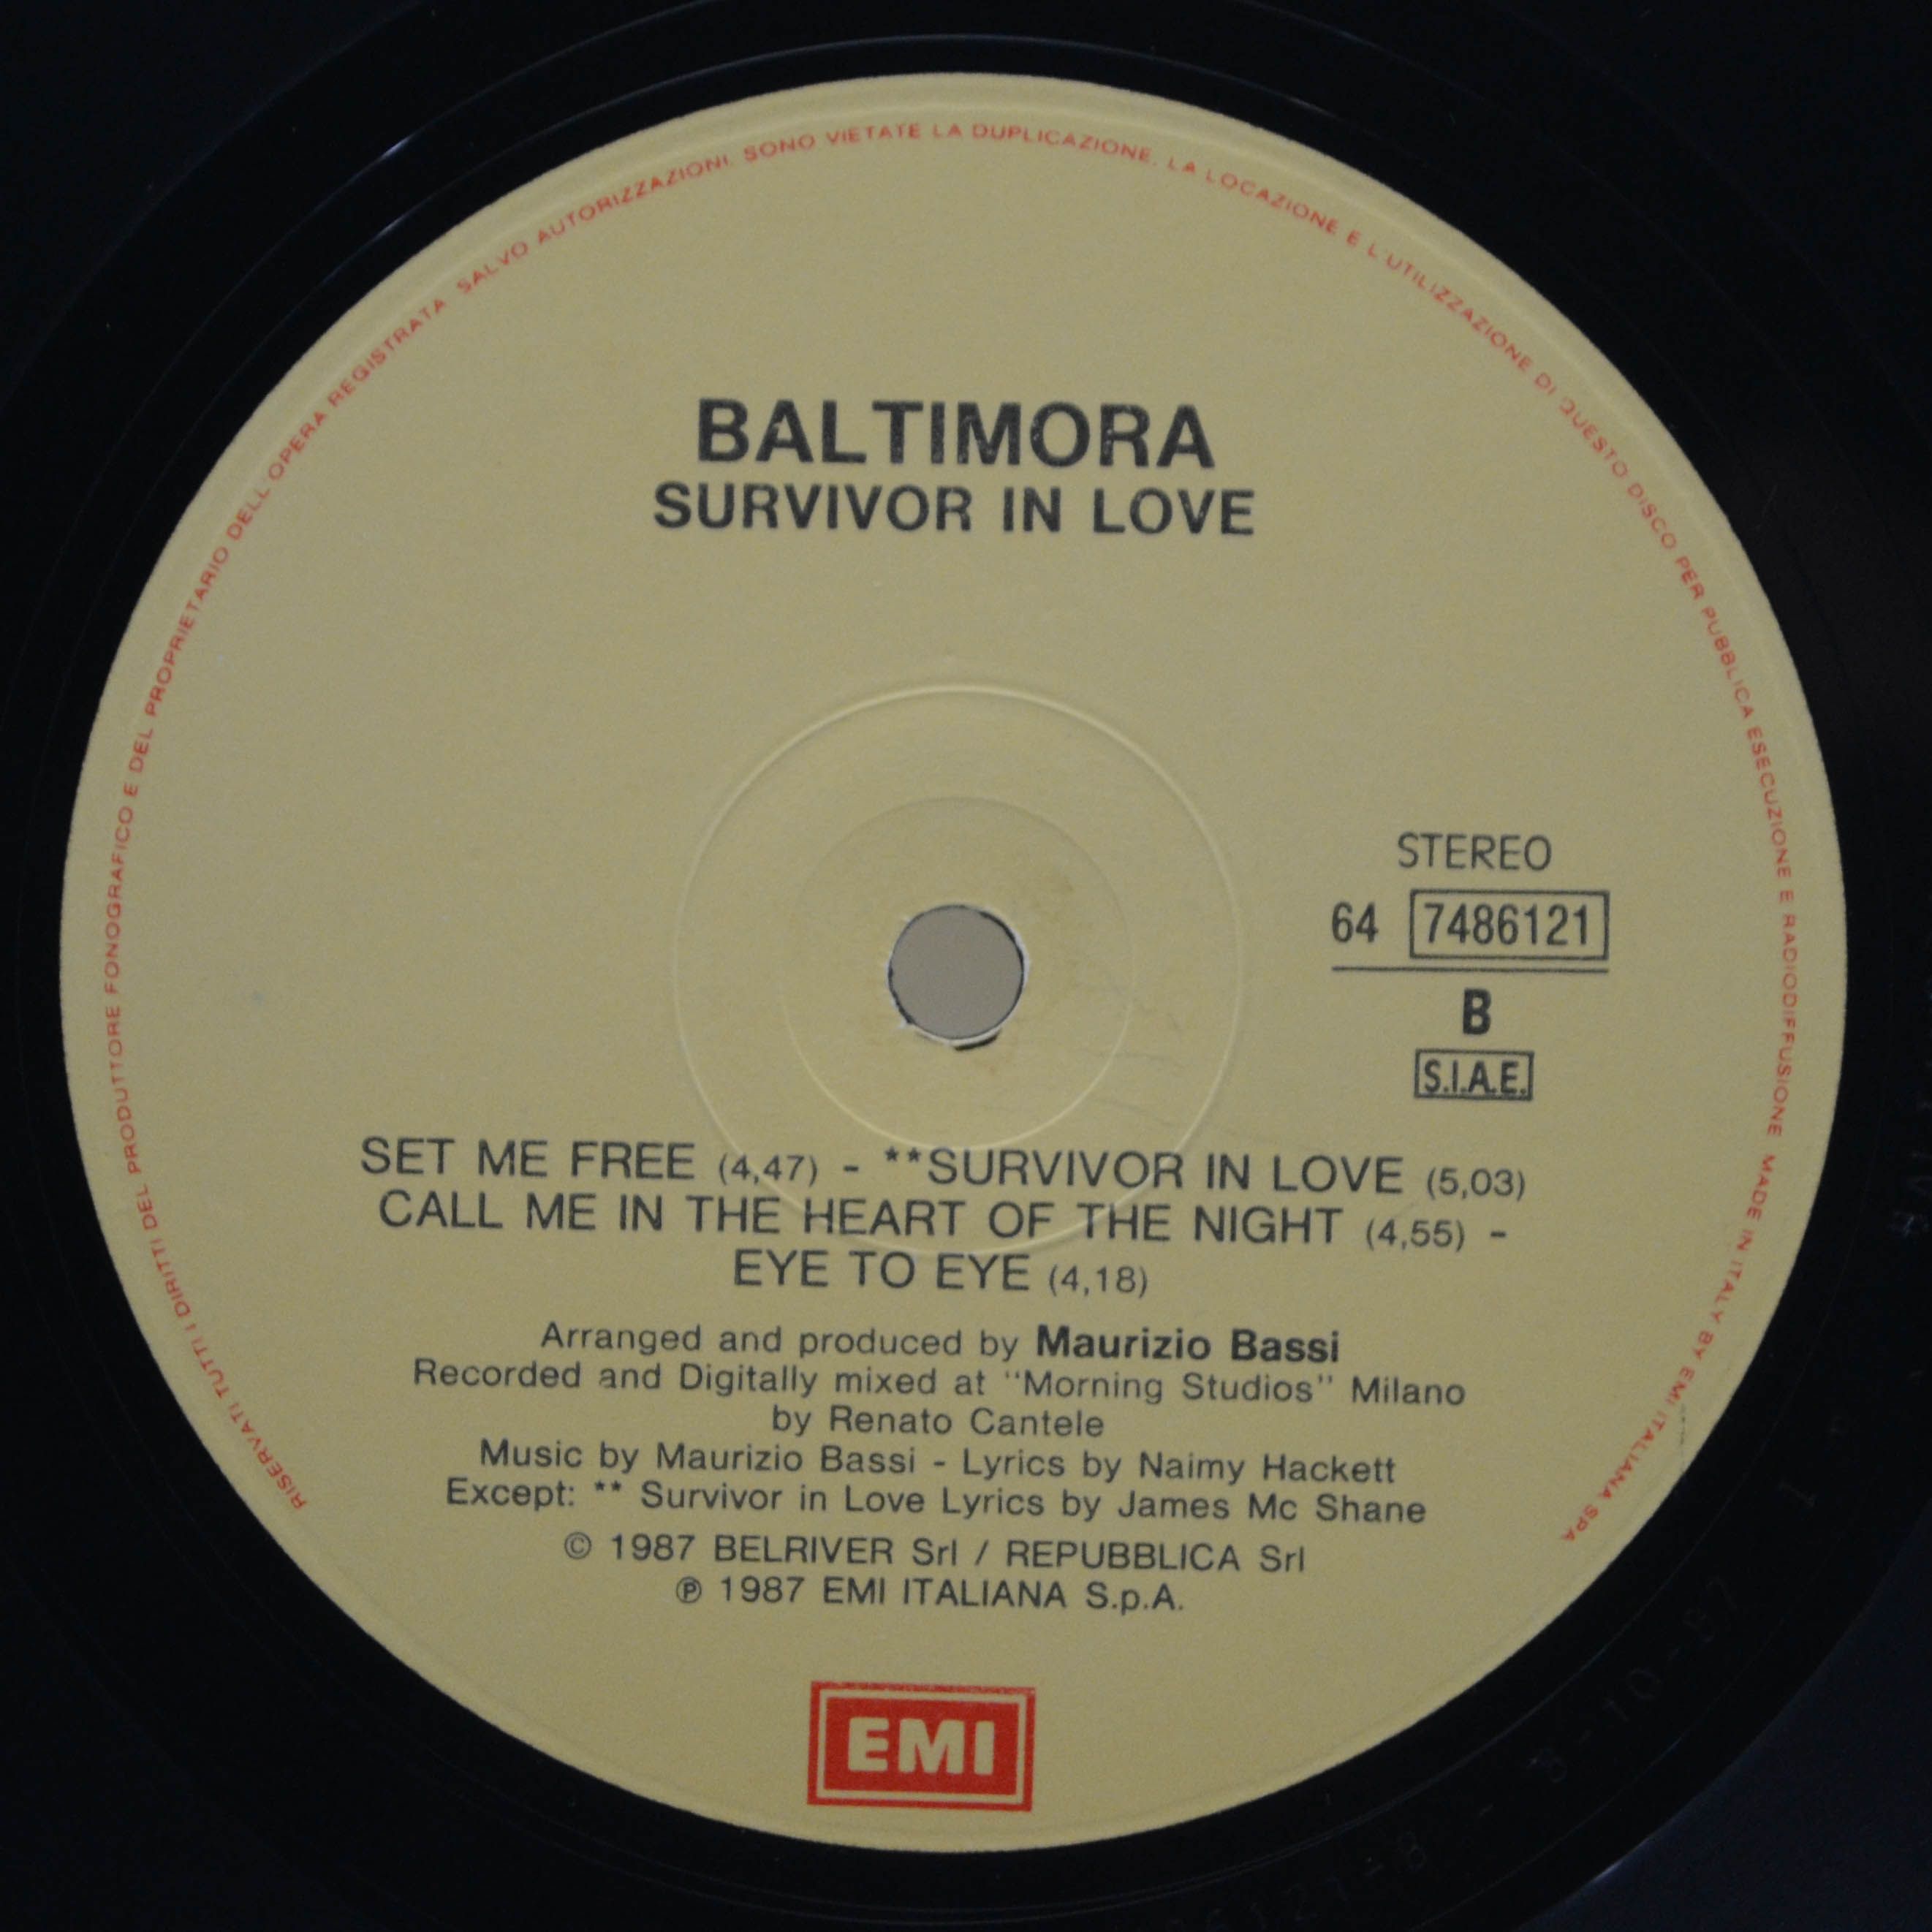 RISERVATI TUTTI I DIRITTI DEL PRODUTTORE FONOGRAFICO E DEL PROPRIETARIO DELL'OPERA REGISTRATA. SALVO AUTORIZZAZIONI, SONO VIETATE LA DUPLICAZIONE, LA LOCAZIONE E L'UTILIZZAZIONE DI QUESTO DISCO PER PUBBLICA ESECUZIONE E RADIODIFFUSIONE MADE IN ITALY BY EMI ITALIANA SPA
BALTIMORA
SURVIVOR IN LOVE
STEREO
64 7486121
B
S.I.A.E.
SET ME FREE (4,47) - **SURVIVOR IN LOVE (5,03)
CALL ME IN THE HEART OF THE NIGHT (4,55) -
EYE TO EYE (4,18)
Arranged and produced by Maurizio Bassi
Recorded and Digitally mixed at "Morning Studios" Milano
by Renato Cantele
Music by Maurizio Bassi - Lyrics by Naimy Hackett
Except: ** Survivor in Love Lyrics by James Mc Shane
© 1987 BELRIVER Srl / REPUBBLICA Srl
℗ 1987 EMI ITALIANA S.p.A.
EMI